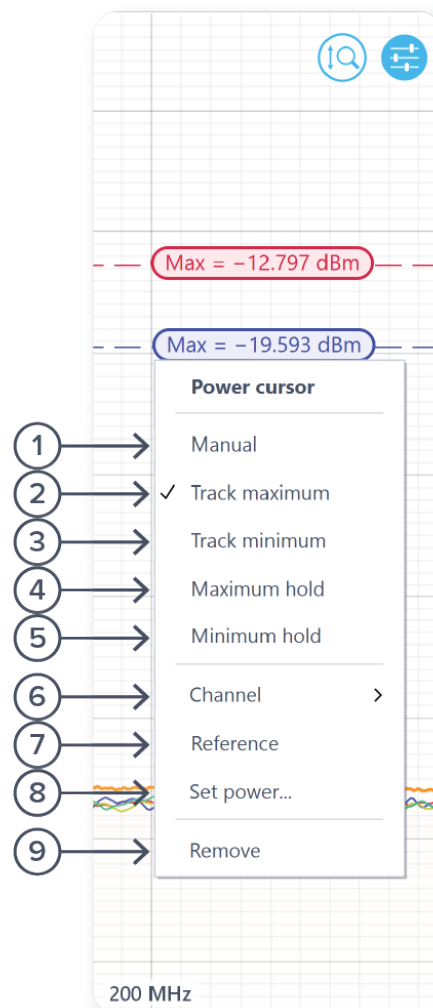 Max = −12.797 dBm
Max = −19.593 dBm
Power cursor
1 Manual
2 Track maximum
3 Track minimum
4 Maximum hold
5 Minimum hold
6 Channel
7 Reference
8 Set power...
9 Remove
200 MHz